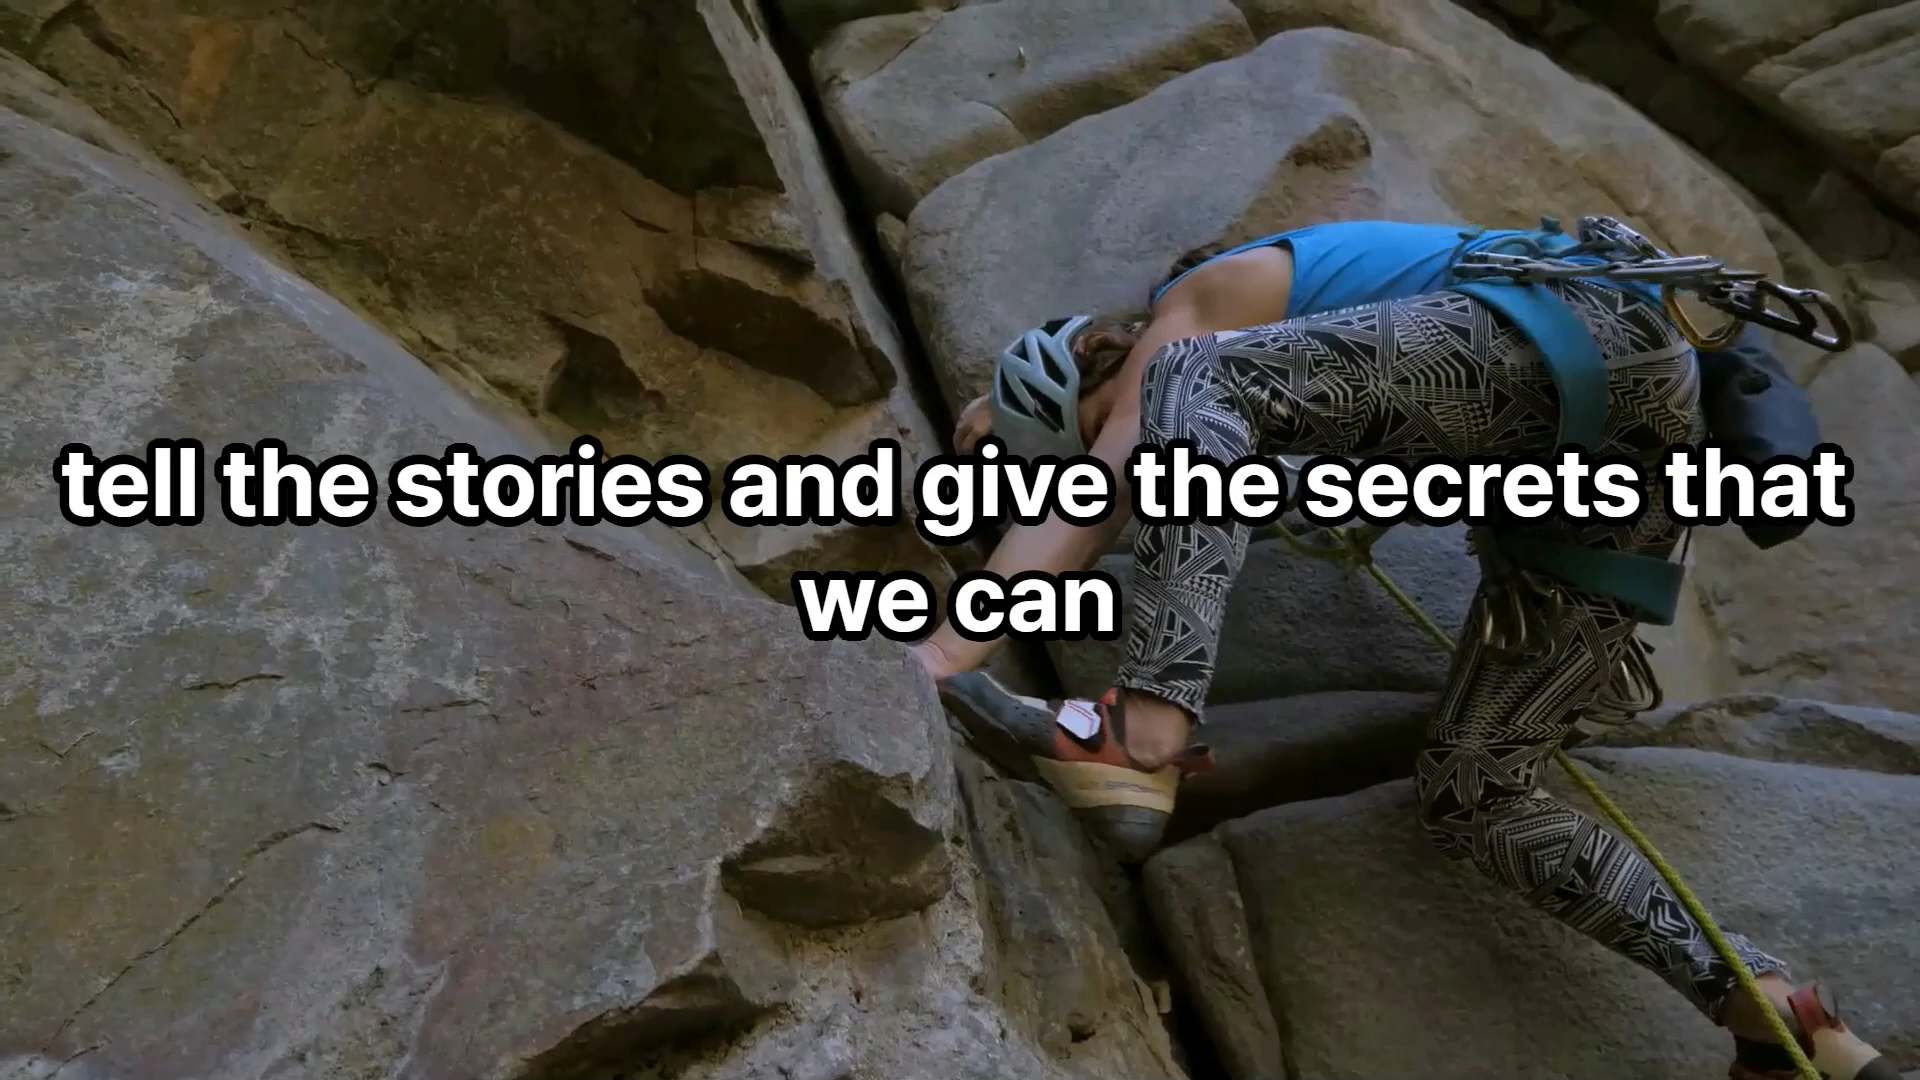 tell the stories and give the secrets that
we can